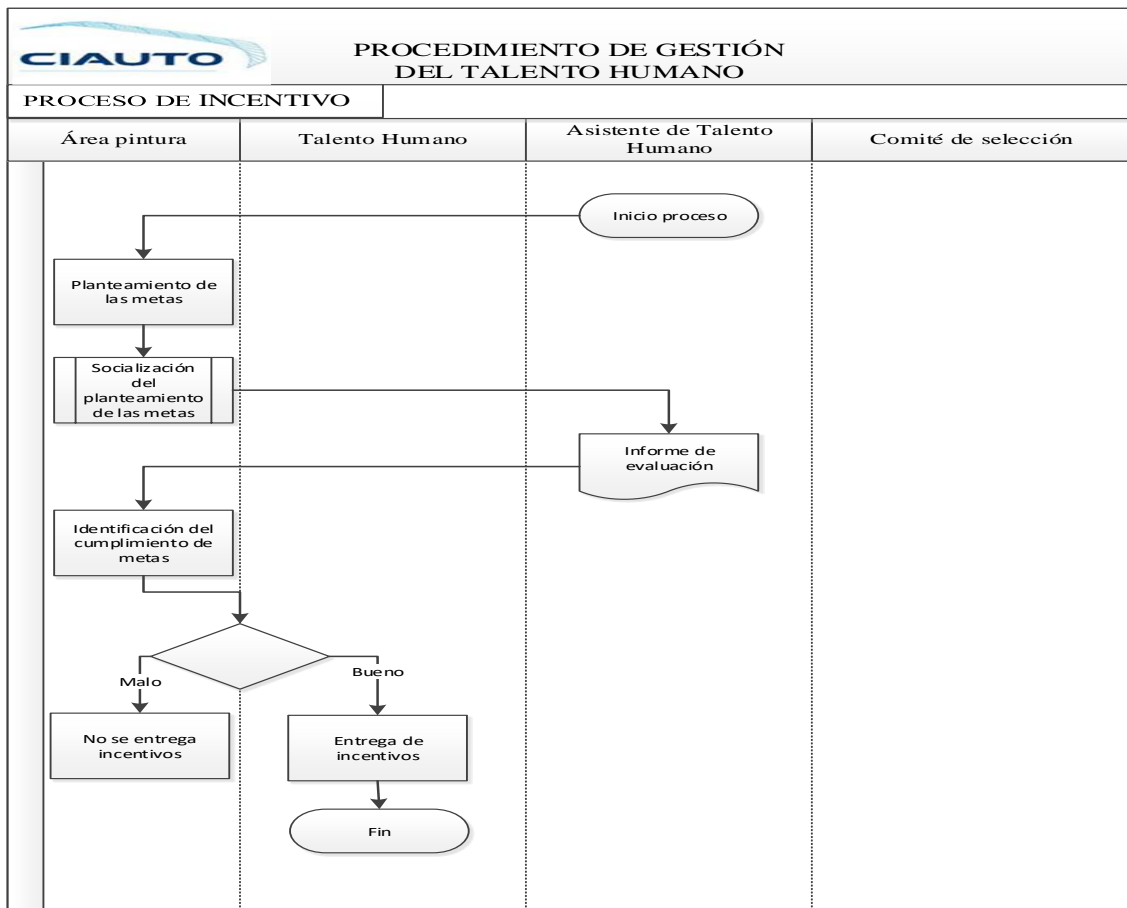 CIAUTO
PROCEDIMIENTO DE GESTIÓN
DEL TALENTO HUMANO
PROCESO DE INCENTIVO
Área pintura
Talento Humano
Asistente de Talento
Humano
Comité de selección
Inicio proceso
Planteamiento de
las metas
Socialización
del
planteamiento
de las metas
Informe de
evaluación
Identificación del
cumplimiento de
metas
Malo
Bueno
No se entrega
incentivos
Entrega de
incentivos
Fin